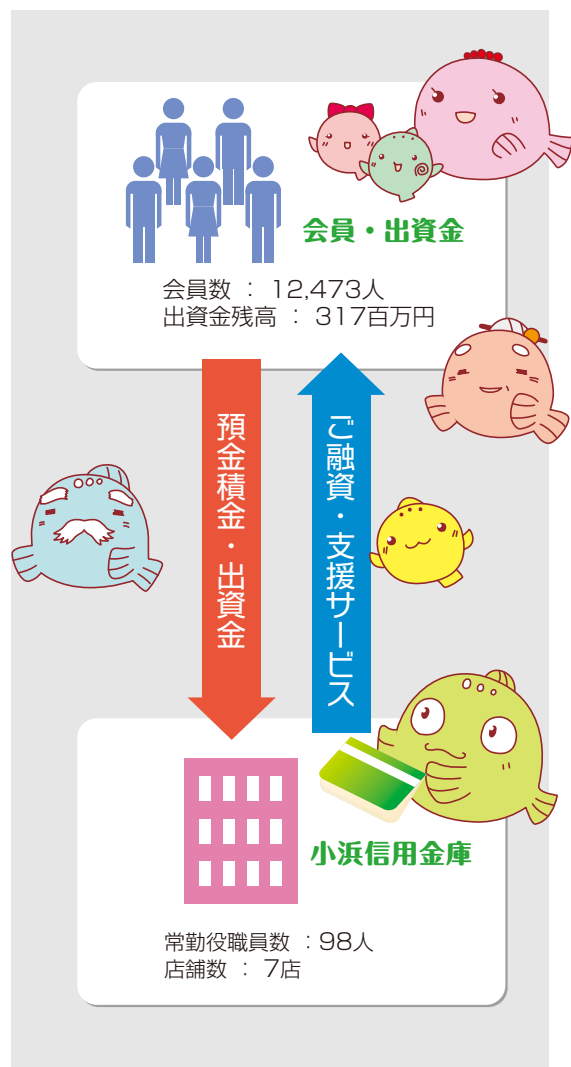 会員・出資金
会員数 ： 12,473人
出資金残高 ： 317百万円
預金積金・出資金
ご融資・支援サービス
小浜信用金庫
常勤役職員数 ：98人
店舗数 ： 7店